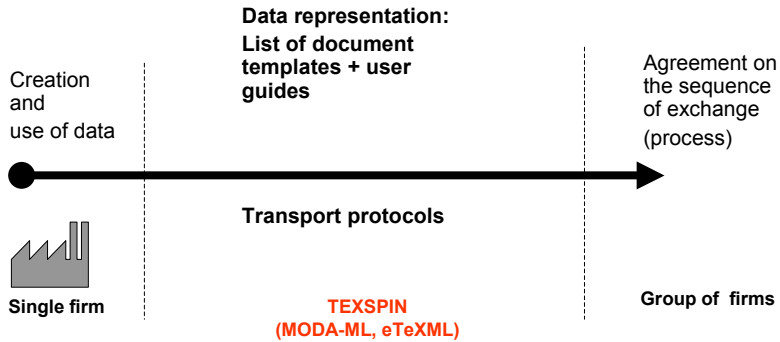 Data representation:
List of document
templates + user
guides
Creation
and
use of data
Agreement on
the sequence
of exchange
(process)
Transport protocols
Single firm
TEXSPIN
(MODA-ML, eTeXML)
Group of firms